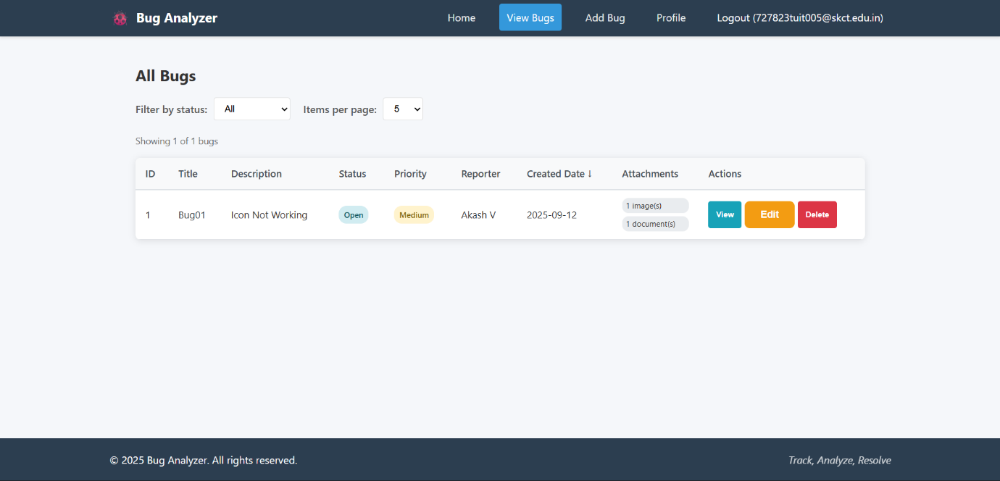 Bug Analyzer Home View Bugs Add Bug Profile Logout (727823tuit005@skct.edu.in)
All Bugs
Filter by status: All Items per page: 5
Showing 1 of 1 bugs
ID Title Description Status Priority Reporter Created Date ↓ Attachments Actions
1 Bug01 Icon Not Working Open Medium Akash V 2025-09-12 1 image(s) View Edit Delete
1 document(s)
© 2025 Bug Analyzer. All rights reserved. Track, Analyze, Resolve